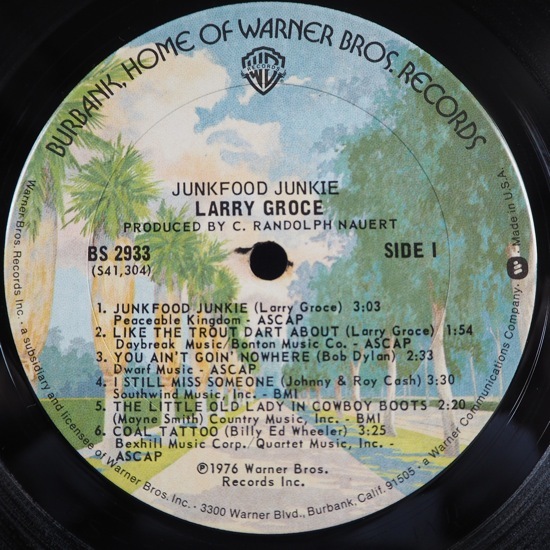 BURBANK, HOME OF WARNER BROS. RECORDS
WB
RECORDS
JUNKFOOD JUNKIE
LARRY GROCE
PRODUCED BY C. RANDOLPH NAUERT
BS 2933
SIDE 1
(S41,304)
1. JUNKFOOD JUNKIE (Larry Groce) 3:03
Peaceable Kingdom - ASCAP
2. LIKE THE TROUT DART ABOUT (Larry Groce) 1:54
Daybreak Music/Bonton Music Co. - ASCAP
3. YOU AIN'T GOIN' NOWHERE (Bob Dylan) 2:33
Dwarf Music - ASCAP
4. I STILL MISS SOMEONE (Johnny & Roy Cash) 3:30
Southwind Music, Inc. - BMI
5. THE LITTLE OLD LADY IN COWBOY BOOTS 2:20
(Mayne Smith) Country Music, Inc. - BMI
6. COAL TATTOO (Billy Ed Wheeler) 3:25
Bexhill Music Corp./Quartet Music, Inc. -
ASCAP
℗1976 Warner Bros.
Records Inc.
Warner Bros. Records Inc. - a subsidiary and licensee of Warner Bros. Inc. - 3300 Warner Blvd., Burbank, Calif. 91505 - a Warner Communications Company. Made in U.S.A.